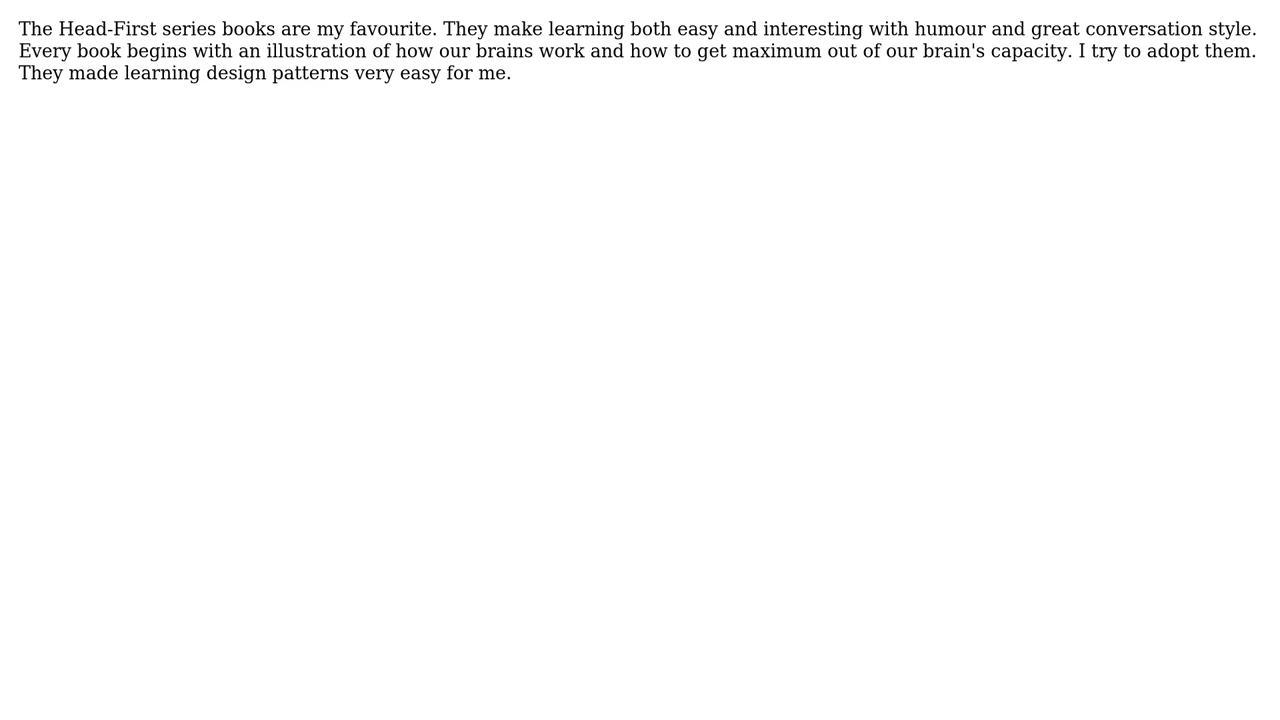 The Head-First series books are my favourite. They make learning both easy and interesting with humour and great conversation style.
Every book begins with an illustration of how our brains work and how to get maximum out of our brain's capacity. I try to adopt them.
They made learning design patterns very easy for me.